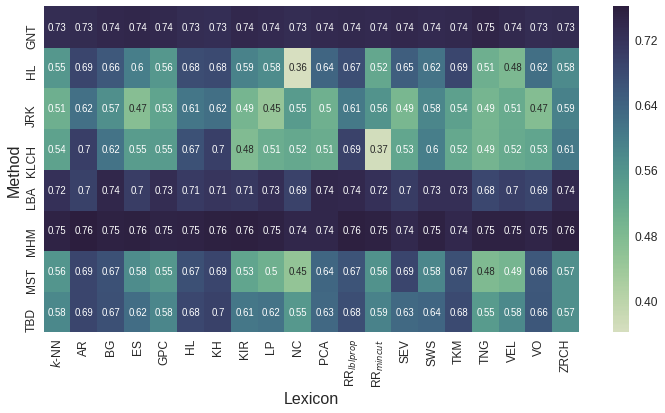 GNT 0.73 0.73 0.74 0.74 0.74 0.74 0.73 0.74 0.74 0.73 0.74 0.74 0.74 0.73 0.74 0.74 0.75 0.74 0.73 0.73
HL 0.55 0.69 0.66 0.6 0.56 0.68 0.68 0.59 0.58 0.36 0.64 0.67 0.52 0.65 0.62 0.69 0.51 0.48 0.62 0.58
JRK 0.51 0.62 0.57 0.47 0.53 0.61 0.62 0.49 0.45 0.55 0.5 0.61 0.56 0.49 0.58 0.54 0.49 0.51 0.47 0.59
KLCH 0.54 0.7 0.62 0.55 0.55 0.67 0.7 0.48 0.51 0.52 0.51 0.69 0.37 0.53 0.6 0.52 0.49 0.52 0.53 0.61
LBA 0.72 0.7 0.74 0.7 0.73 0.71 0.71 0.71 0.73 0.69 0.74 0.74 0.72 0.7 0.73 0.73 0.68 0.7 0.69 0.74
MHM 0.75 0.76 0.75 0.75 0.75 0.76 0.76 0.75 0.76 0.74 0.74 0.76 0.75 0.74 0.75 0.74 0.75 0.75 0.75 0.76
MST 0.56 0.69 0.67 0.58 0.55 0.67 0.69 0.53 0.5 0.45 0.64 0.67 0.56 0.69 0.58 0.67 0.48 0.49 0.66 0.57
TBD 0.58 0.69 0.67 0.62 0.58 0.68 0.7 0.61 0.62 0.55 0.63 0.68 0.59 0.63 0.64 0.68 0.55 0.58 0.66 0.57
Method
k-NN AR BG ES GPC HL KH KIR LP NC PCA RRlblprop RRmincut SEV SWS TKM TNG VEL VO ZRCH
Lexicon
0.72
0.64
0.56
0.48
0.40